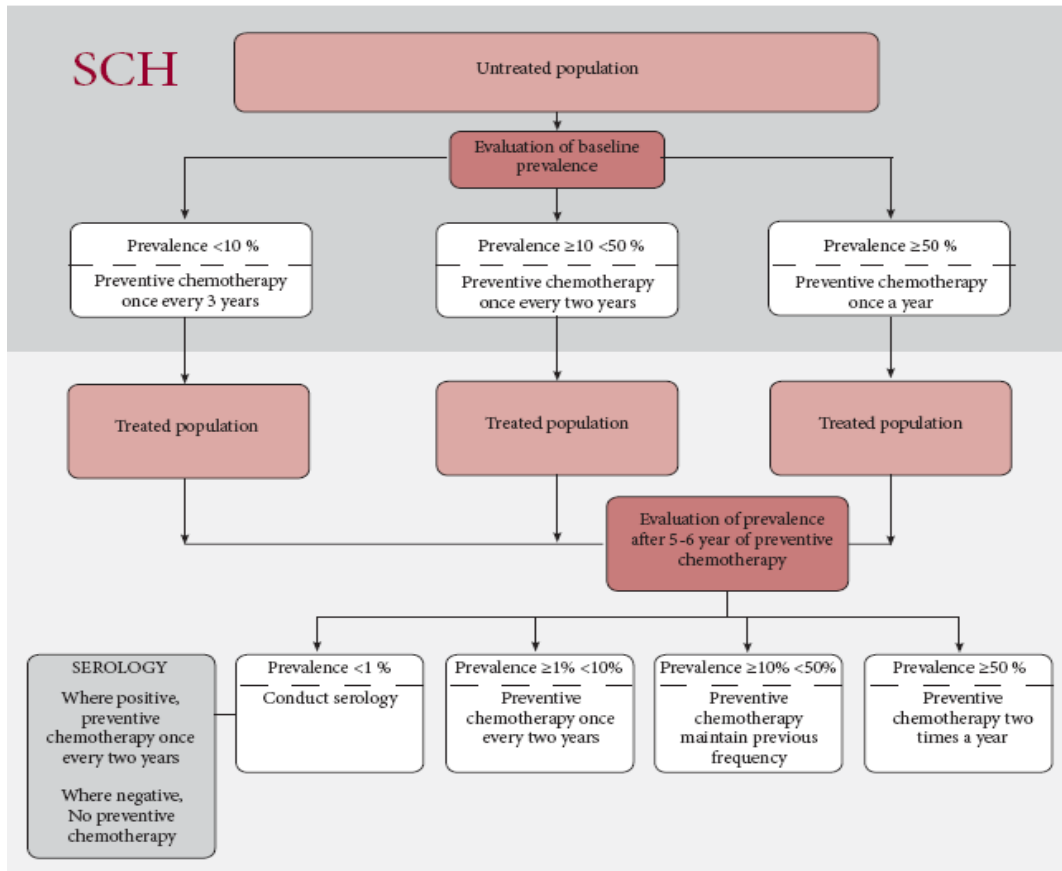 SCH
Untreated population
Evaluation of baseline
prevalence
Prevalence <10 %
Preventive chemotherapy
once every 3 years
Prevalence ≥10 <50 %
Preventive chemotherapy
once every two years
Prevalence ≥50 %
Preventive chemotherapy
once a year
Treated population
Treated population
Treated population
Evaluation of prevalence
after 5-6 year of preventive
chemotherapy
SEROLOGY
Where positive,
preventive
chemotherapy once
every two years
Where negative,
No preventive
chemotherapy
Prevalence <1 %
Conduct serology
Prevalence ≥1% <10%
Preventive
chemotherapy once
every two years
Prevalence ≥10% <50%
Preventive
chemotherapy
maintain previous
frequency
Prevalence ≥50 %
Preventive
chemotherapy two
times a year